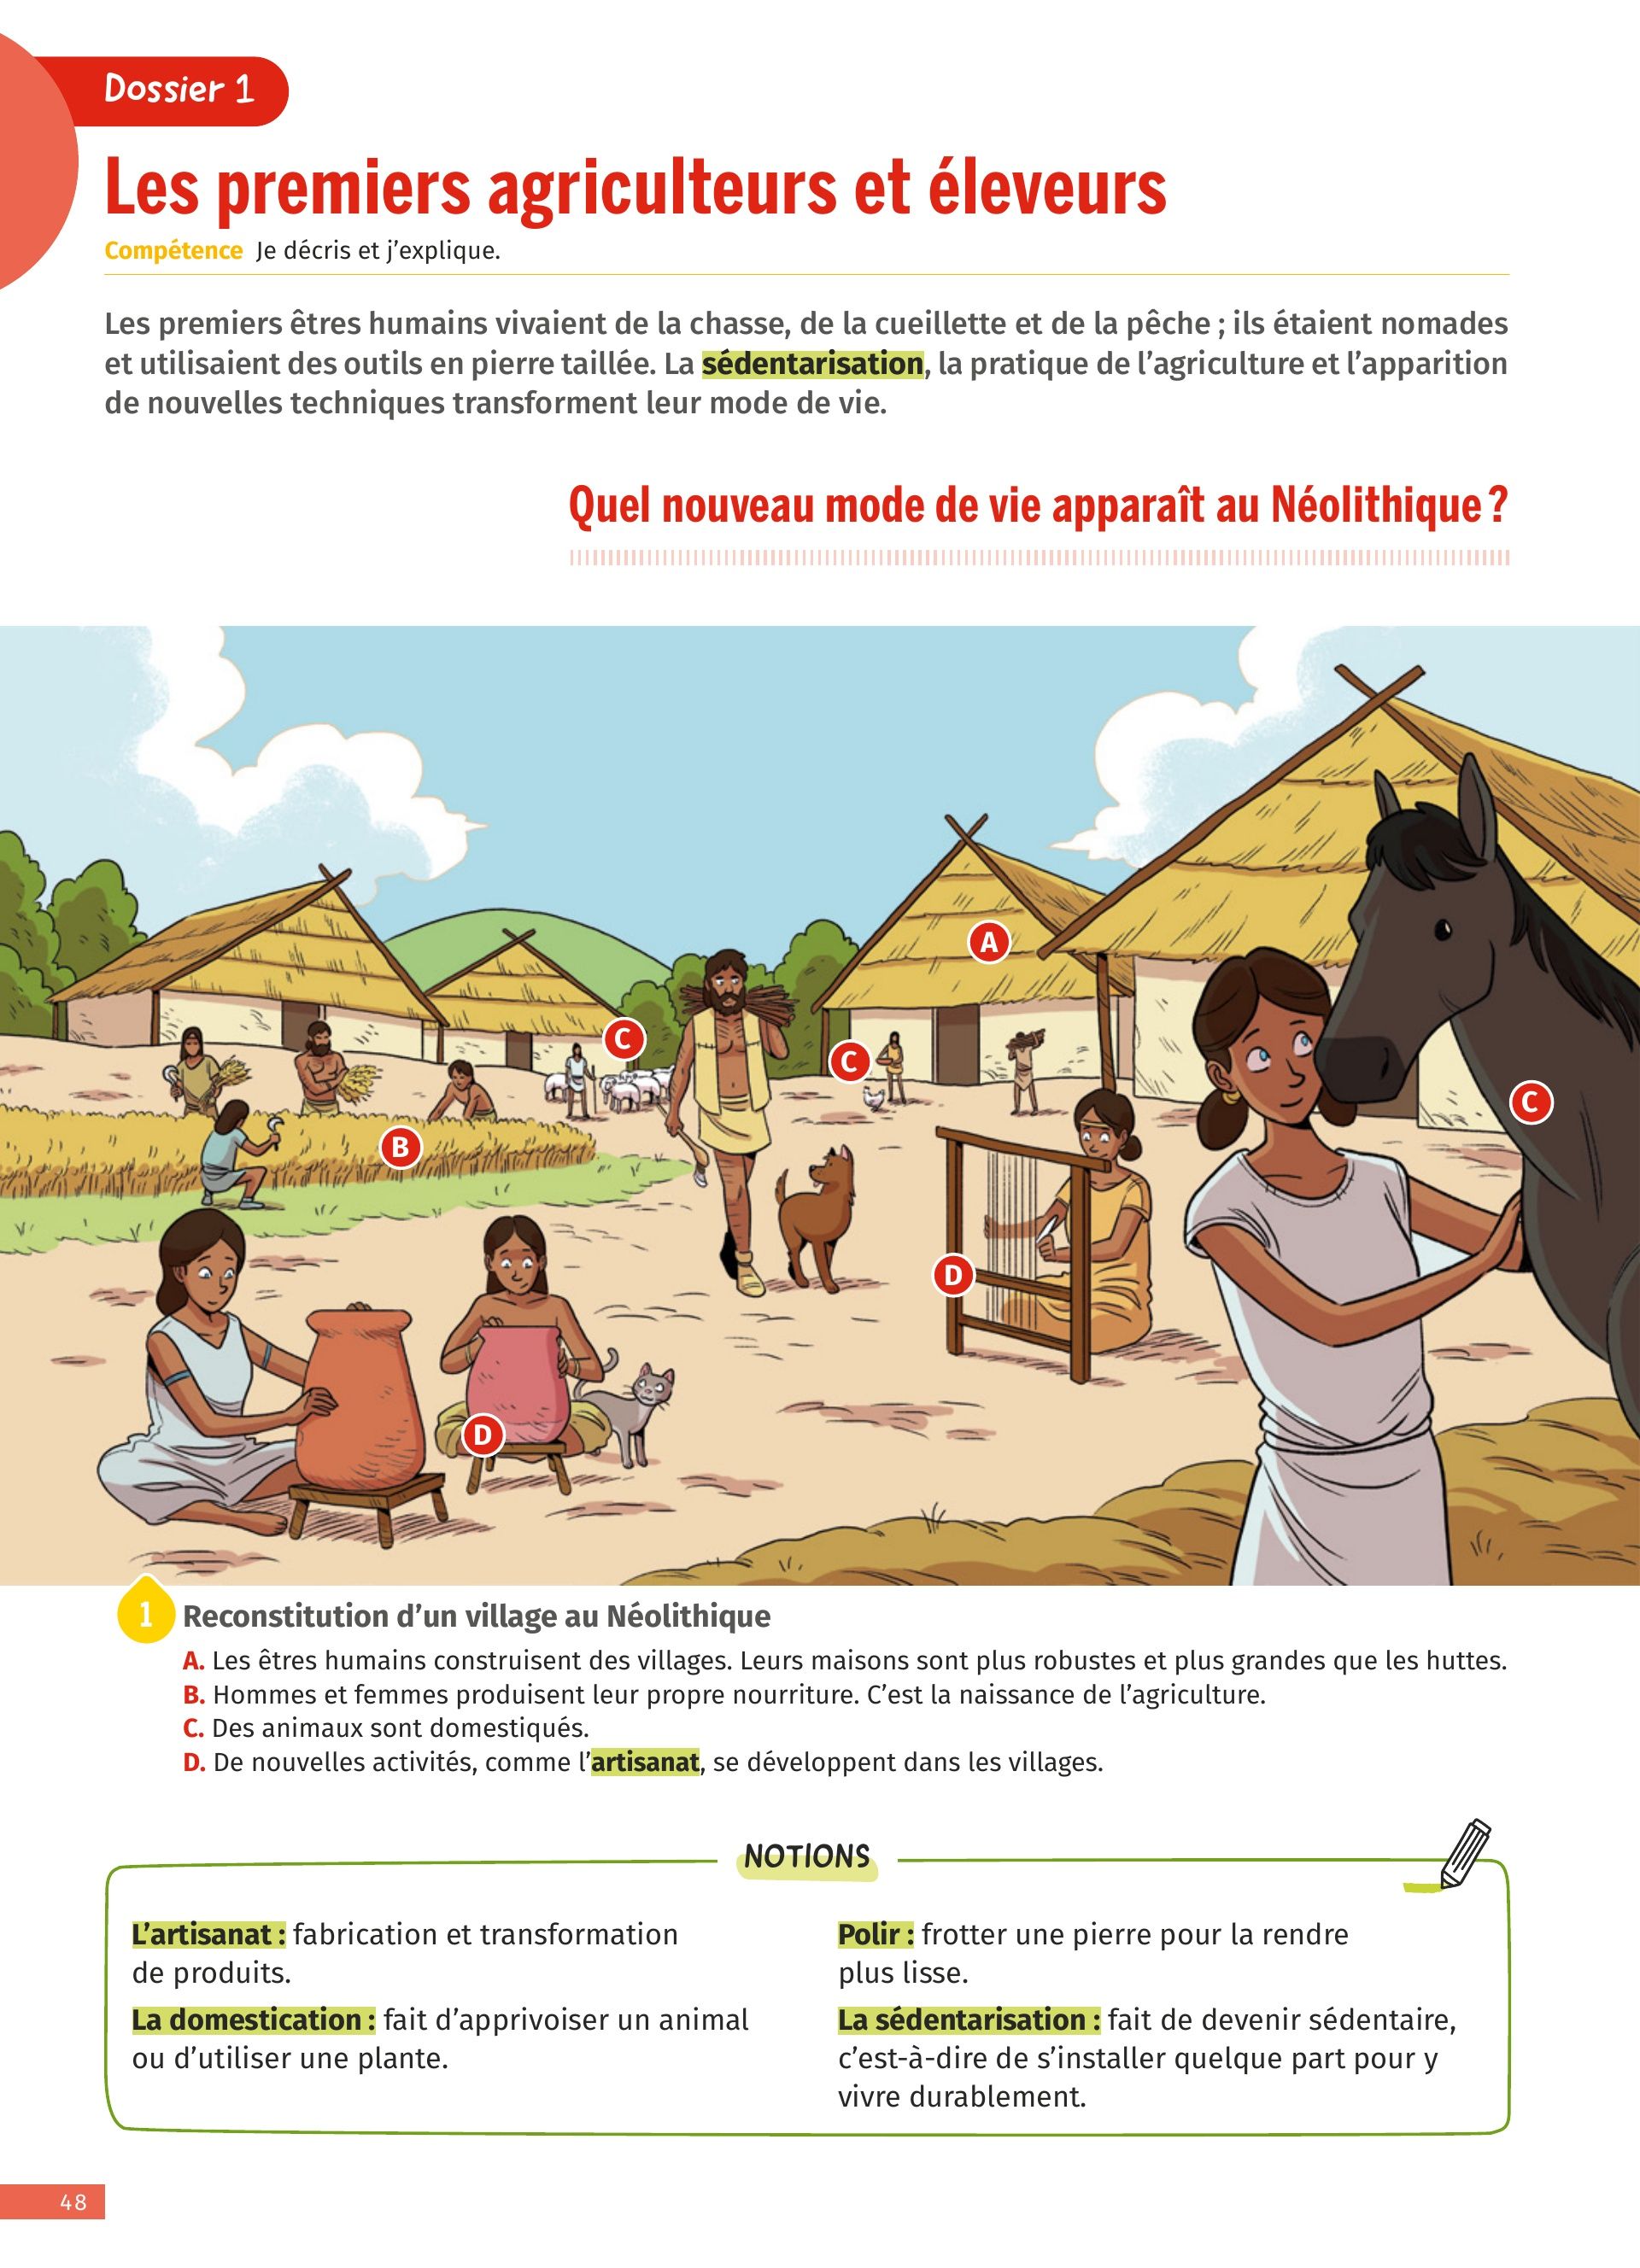 Dossier 1
Les premiers agriculteurs et éleveurs
Compétence Je décris et j'explique.
Les premiers êtres humains vivaient de la chasse, de la cueillette et de la pêche ; ils étaient nomades
et utilisaient des outils en pierre taillée. La sédentarisation, la pratique de l'agriculture et l'apparition
de nouvelles techniques transforment leur mode de vie.
Quel nouveau mode de vie apparaît au Néolithique ?
A
C
C
C
B
D
D
1 Reconstitution d'un village au Néolithique
A. Les êtres humains construisent des villages. Leurs maisons sont plus robustes et plus grandes que les huttes.
B. Hommes et femmes produisent leur propre nourriture. C'est la naissance de l'agriculture.
C. Des animaux sont domestiqués.
D. De nouvelles activités, comme l'artisanat, se développent dans les villages.
NOTIONS
L'artisanat : fabrication et transformation
de produits.
La domestication : fait d'apprivoiser un animal
ou d'utiliser une plante.
Polir : frotter une pierre pour la rendre
plus lisse.
La sédentarisation : fait de devenir sédentaire,
c'est-à-dire de s'installer quelque part pour y
vivre durablement.
48